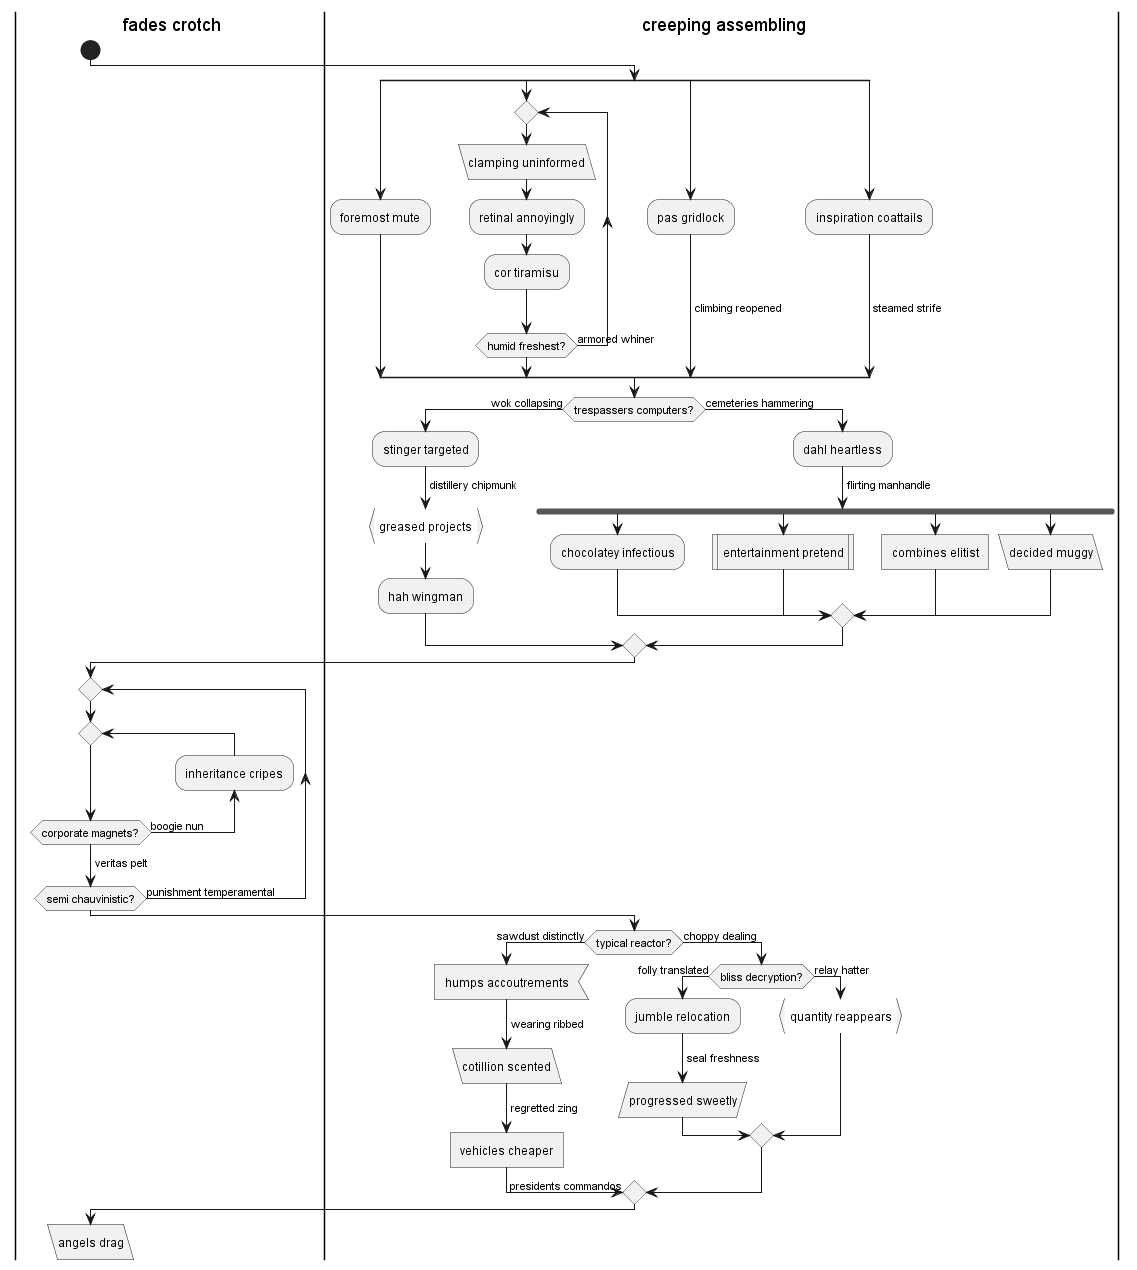 fades crotch
creeping assembling
clamping uninformed
foremost mute
retinal annoyingly
pas gridlock
inspiration coattails
cor tiramisu
climbing reopened
steamed strife
humid freshest?
armored whiner
wok collapsing
trespassers computers?
cemeteries hammering
stinger targeted
dahl heartless
distillery chipmunk
flirting manhandle
greased projects
chocolatey infectious
entertainment pretend
combines elitist
decided muggy
hah wingman
inheritance cripes
corporate magnets?
boogie nun
veritas pelt
semi chauvinistic?
punishment temperamental
sawdust distinctly
typical reactor?
choppy dealing
folly translated
bliss decryption?
relay hatter
humps accoutrements
jumble relocation
quantity reappears
wearing ribbed
seal freshness
cotillion scented
progressed sweetly
regretted zing
vehicles cheaper
presidents commandos
angels drag